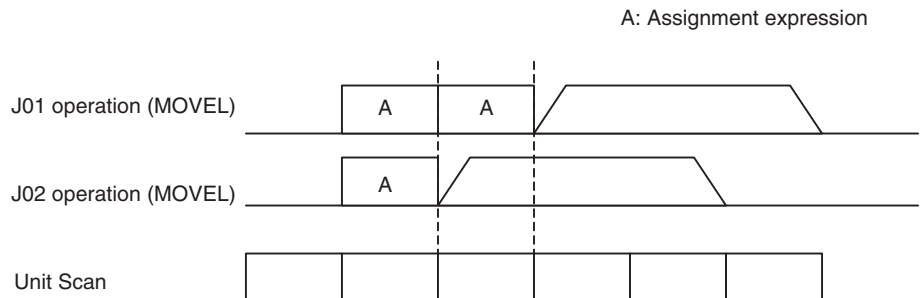 A: Assignment expression
J01 operation (MOVEL)
A
A
J02 operation (MOVEL)
A
Unit Scan